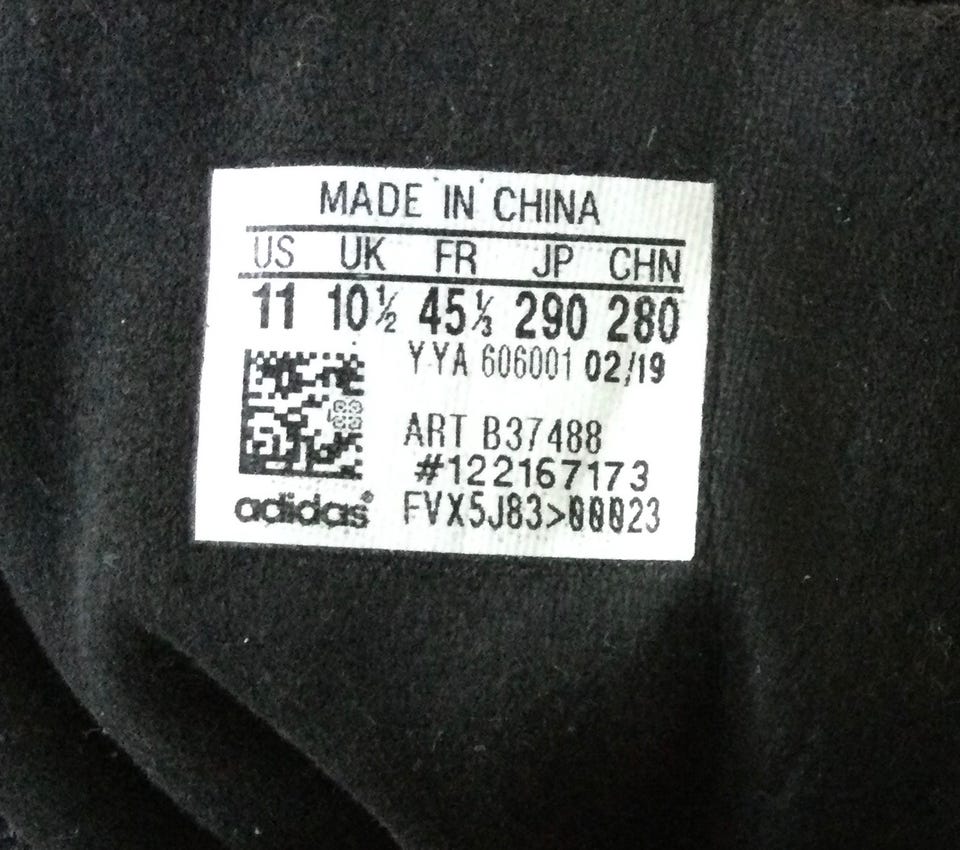 MADE IN CHINA
US UK FR JP CHN
11 10½ 45⅓ 290 280
YYA 606001 02/19
ART B37488
#122167173
adidas® FVX5J83>00023